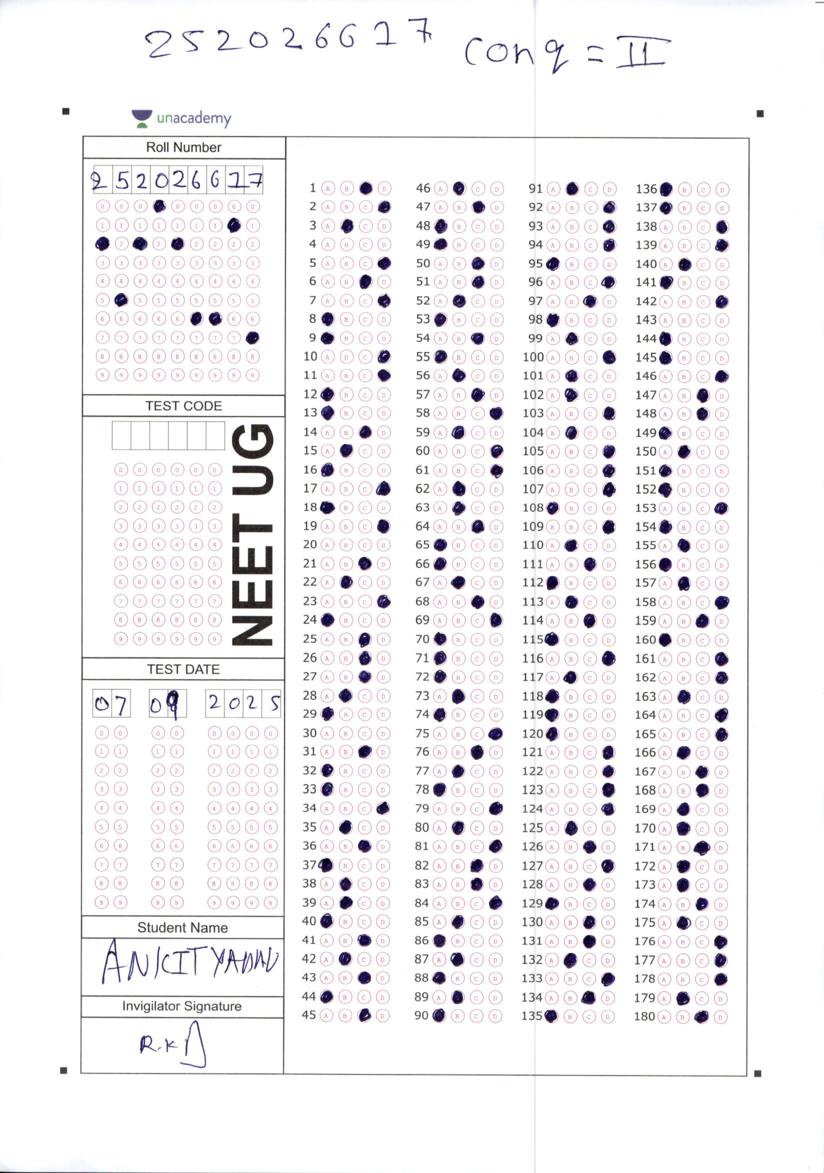 252026617 conq = II
unacademy
Roll Number
252026617
TEST CODE
NEET UG
TEST DATE
07 09 2025
Student Name
ANKIT YADAV
Invigilator Signature
1 A B D
2 A B C
3 A C D
4 A B C D
5 A B C
6 A B D
7 A B C
8 B C D
9 B C D
10 A B C
11 A B C
12 B C D
13 B C D
14 A B D
15 A C D
16 B C D
17 A B C
18 B C D
19 A B C
20 A B C D
21 A B D
22 A C D
23 A B C
24 B C D
25 A B D
26 A B D
27 A B D
28 A C D
29 B C D
30 A B C D
31 A B D
32 B C D
33 B C D
34 A B C
35 A C D
36 A B D
37 B C D
38 A C D
39 A C D
40 B C D
41 A B D
42 A C D
43 A B D
44 B C D
45 A B D
46 A C D
47 A B D
48 B C D
49 B C D
50 A B D
51 A B D
52 A C D
53 B C D
54 A B D
55 B C D
56 A C D
57 A B D
58 A B C
59 A C D
60 A B C
61 A B C
62 A C D
63 A C D
64 A B D
65 B C D
66 B C D
67 A C D
68 A B D
69 A B C
70 B C D
71 B C D
72 B C D
73 A C D
74 B C D
75 A B C
76 A B D
77 A C D
78 B C D
79 A B C
80 A C D
81 A B C
82 A B D
83 A B D
84 A B C
85 A C D
86 B C D
87 A C D
88 B C D
89 A C D
90 B C D
91 A C D
92 A B C
93 A B C
94 A B C
95 B C D
96 A B C
97 A B D
98 B C D
99 A C D
100 A B C
101 A C D
102 A C D
103 A B C
104 A C D
105 A B C
106 A B C
107 A B C
108 B C D
109 A B C
110 A C D
111 A B D
112 B C D
113 A C D
114 A B D
115 B C D
116 A B C
117 A C D
118 B C D
119 B C D
120 B C D
121 A B C
122 A B C
123 A B C
124 A B C
125 A C D
126 A B D
127 A B C
128 A B D
129 B C D
130 A B D
131 A B D
132 A C D
133 A B C
134 A B D
135 B C D
136 B C D
137 B C D
138 A B C
139 A B C
140 A C D
141 B C D
142 A B C
143 A B C D
144 B C D
145 B C D
146 A B C
147 A B D
148 A B D
149 B C D
150 A C D
151 B C D
152 B C D
153 A B C
154 B C D
155 A C D
156 B C D
157 A C D
158 A B C
159 A B D
160 B C D
161 A B C
162 A B C
163 A C D
164 A B C
165 A B C
166 A C D
167 A B D
168 A B D
169 A C D
170 A C D
171 A B D
172 A C D
173 A C D
174 A B D
175 A C D
176 A B C
177 A B C
178 A B C
179 A C D
180 A B D